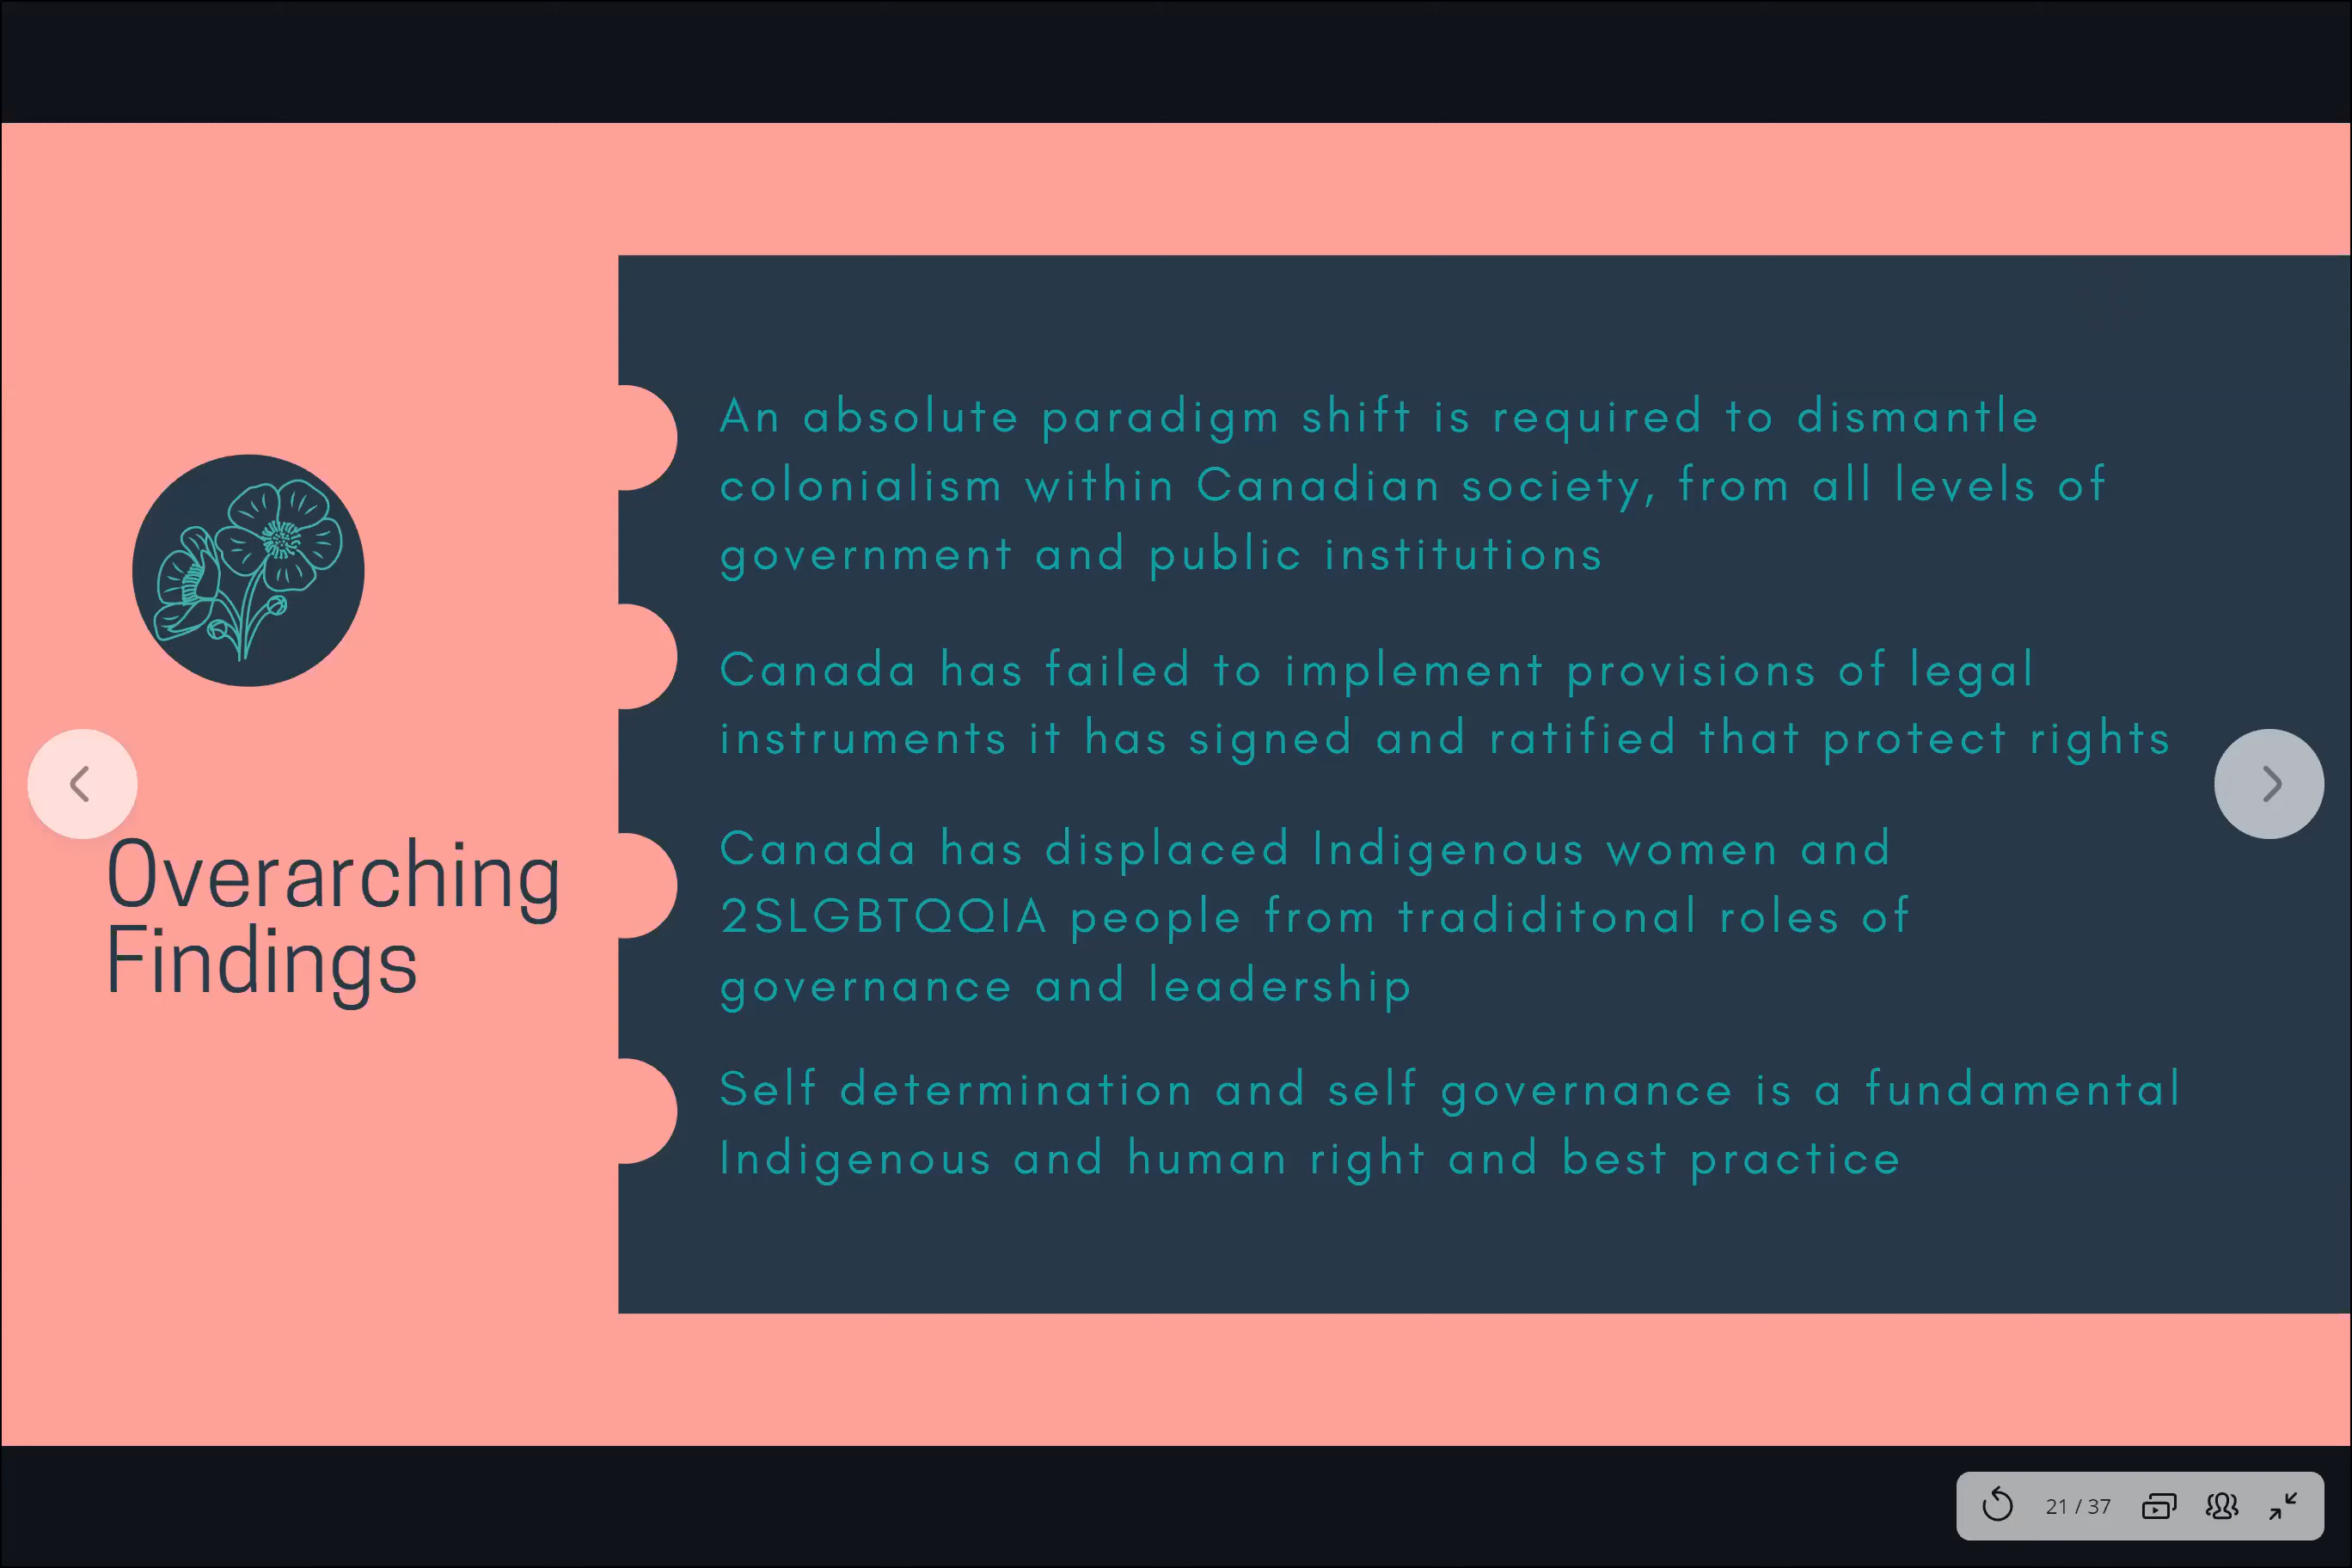 Overarching
Findings
An absolute paradigm shift is required to dismantle
colonialism within Canadian society, from all levels of
government and public institutions
Canada has failed to implement provisions of legal
instruments it has signed and ratified that protect rights
Canada has displaced Indigenous women and
2SLGBTQQIA people from tradiditonal roles of
governance and leadership
Self determination and self governance is a fundamental
Indigenous and human right and best practice
21 / 37